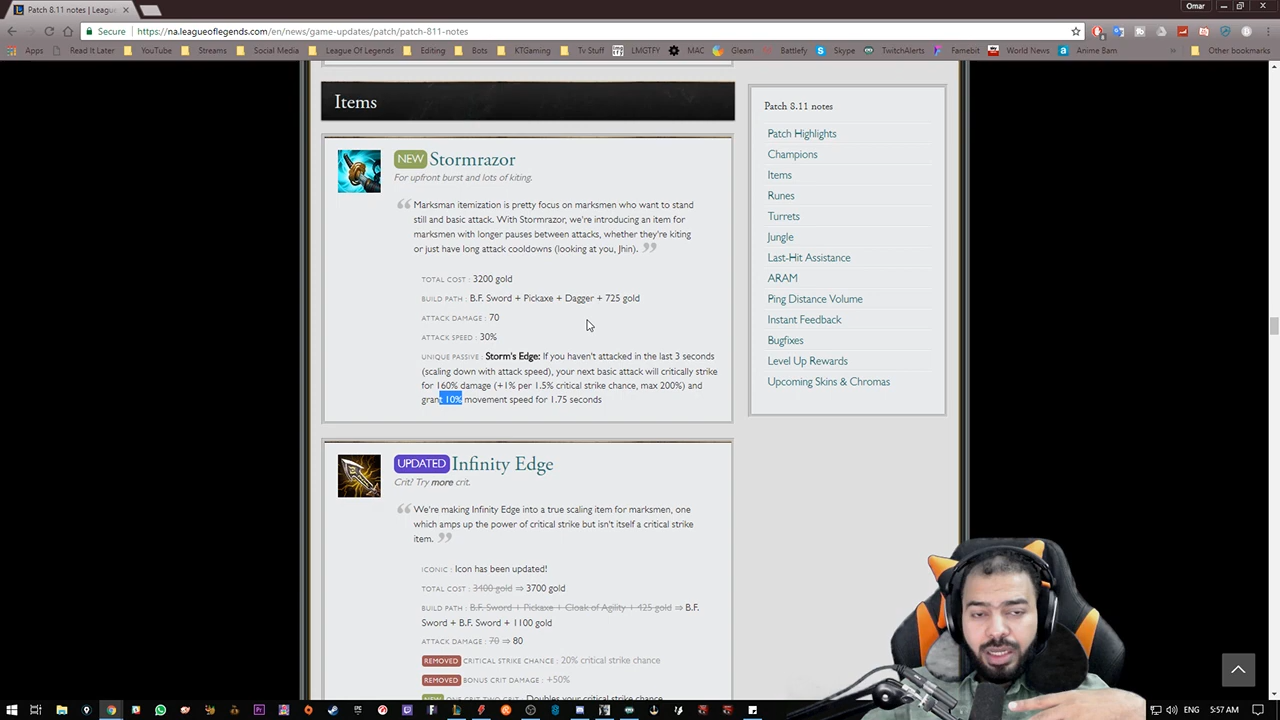 Patch 8.11 notes | Leagu
Omar
Secure
https://na.leagueoflegends.com/en/news/game-updates/patch/patch-811-notes
Apps Read It Later YouTube Streams Social Media League Of Legends Editing Bots KTGaming Tv Stuff LMGTFY MAC Gleam Battlefy Skype TwitchAlerts Famebit World News Anime Bam Other bookmarks
Items
NEW Stormrazor
For upfront burst and lots of kiting.
Marksman itemization is pretty focus on marksmen who want to stand
still and basic attack. With Stormrazor, we're introducing an item for
marksmen with longer pauses between attacks, whether they're kiting
or just have long attack cooldowns (looking at you, Jhin).
TOTAL COST : 3200 gold
BUILD PATH : B.F. Sword + Pickaxe + Dagger + 725 gold
ATTACK DAMAGE : 70
ATTACK SPEED : 30%
UNIQUE PASSIVE : Storm's Edge: If you haven't attacked in the last 3 seconds
(scaling down with attack speed), your next basic attack will critically strike
for 160% damage (+1% per 1.5% critical strike chance, max 200%) and
grant 10% movement speed for 1.75 seconds
UPDATED Infinity Edge
Crit? Try more crit.
We're making Infinity Edge into a true scaling item for marksmen, one
which amps up the power of critical strike but isn't itself a critical strike
item.
ICONIC : Icon has been updated!
TOTAL COST : 3400 gold ⇒ 3700 gold
BUILD PATH : B.F. Sword + Pickaxe + Cloak of Agility + 425 gold ⇒ B.F.
Sword + B.F. Sword + 1100 gold
ATTACK DAMAGE : 70 ⇒ 80
REMOVED CRITICAL STRIKE CHANCE : 20% critical strike chance
REMOVED BONUS CRIT DAMAGE : +50%
NEW ONE CRIT TWO CRIT : Doubles your critical strike chance
Patch 8.11 notes
Patch Highlights
Champions
Items
Runes
Turrets
Jungle
Last-Hit Assistance
ARAM
Ping Distance Volume
Instant Feedback
Bugfixes
Level Up Rewards
Upcoming Skins & Chromas
ENG 5:57 AM